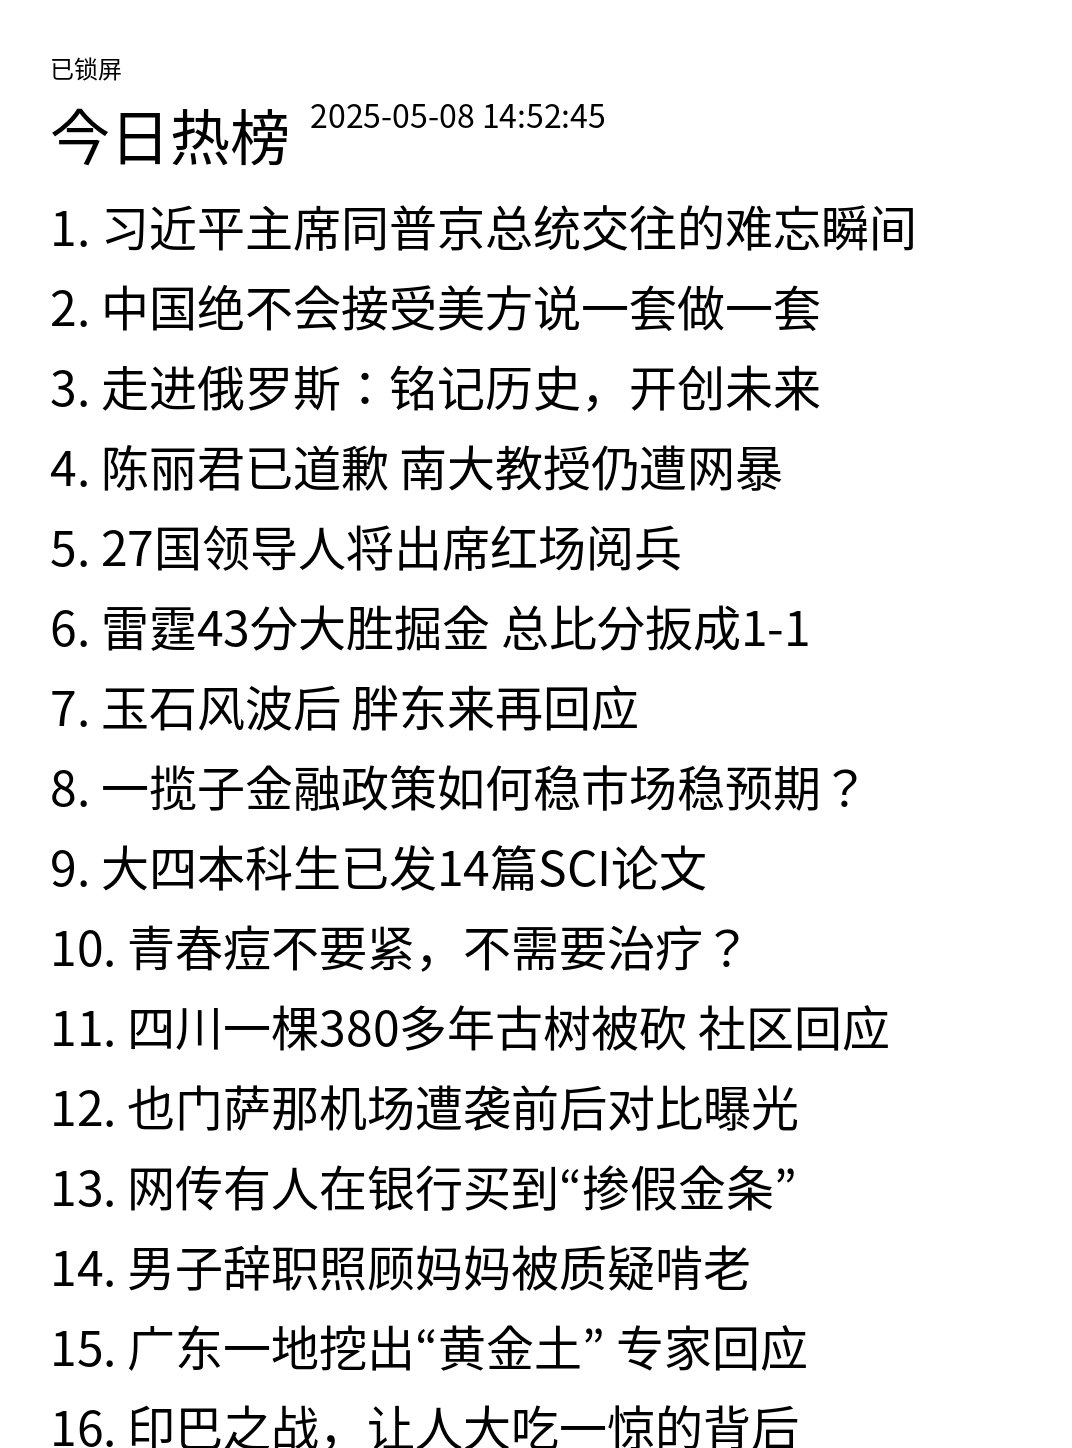 已锁屏
今日热榜 2025-05-08 14:52:45
1. 习近平主席同普京总统交往的难忘瞬间
2. 中国绝不会接受美方说一套做一套
3. 走进俄罗斯：铭记历史，开创未来
4. 陈丽君已道歉 南大教授仍遭网暴
5. 27国领导人将出席红场阅兵
6. 雷霆43分大胜掘金 总比分扳成1-1
7. 玉石风波后 胖东来再回应
8. 一揽子金融政策如何稳市场稳预期？
9. 大四本科生已发14篇SCI论文
10. 青春痘不要紧，不需要治疗？
11. 四川一棵380多年古树被砍 社区回应
12. 也门萨那机场遭袭前后对比曝光
13. 网传有人在银行买到“掺假金条”
14. 男子辞职照顾妈妈被质疑啃老
15. 广东一地挖出“黄金土” 专家回应
16. 印巴之战，让人大吃一惊的背后